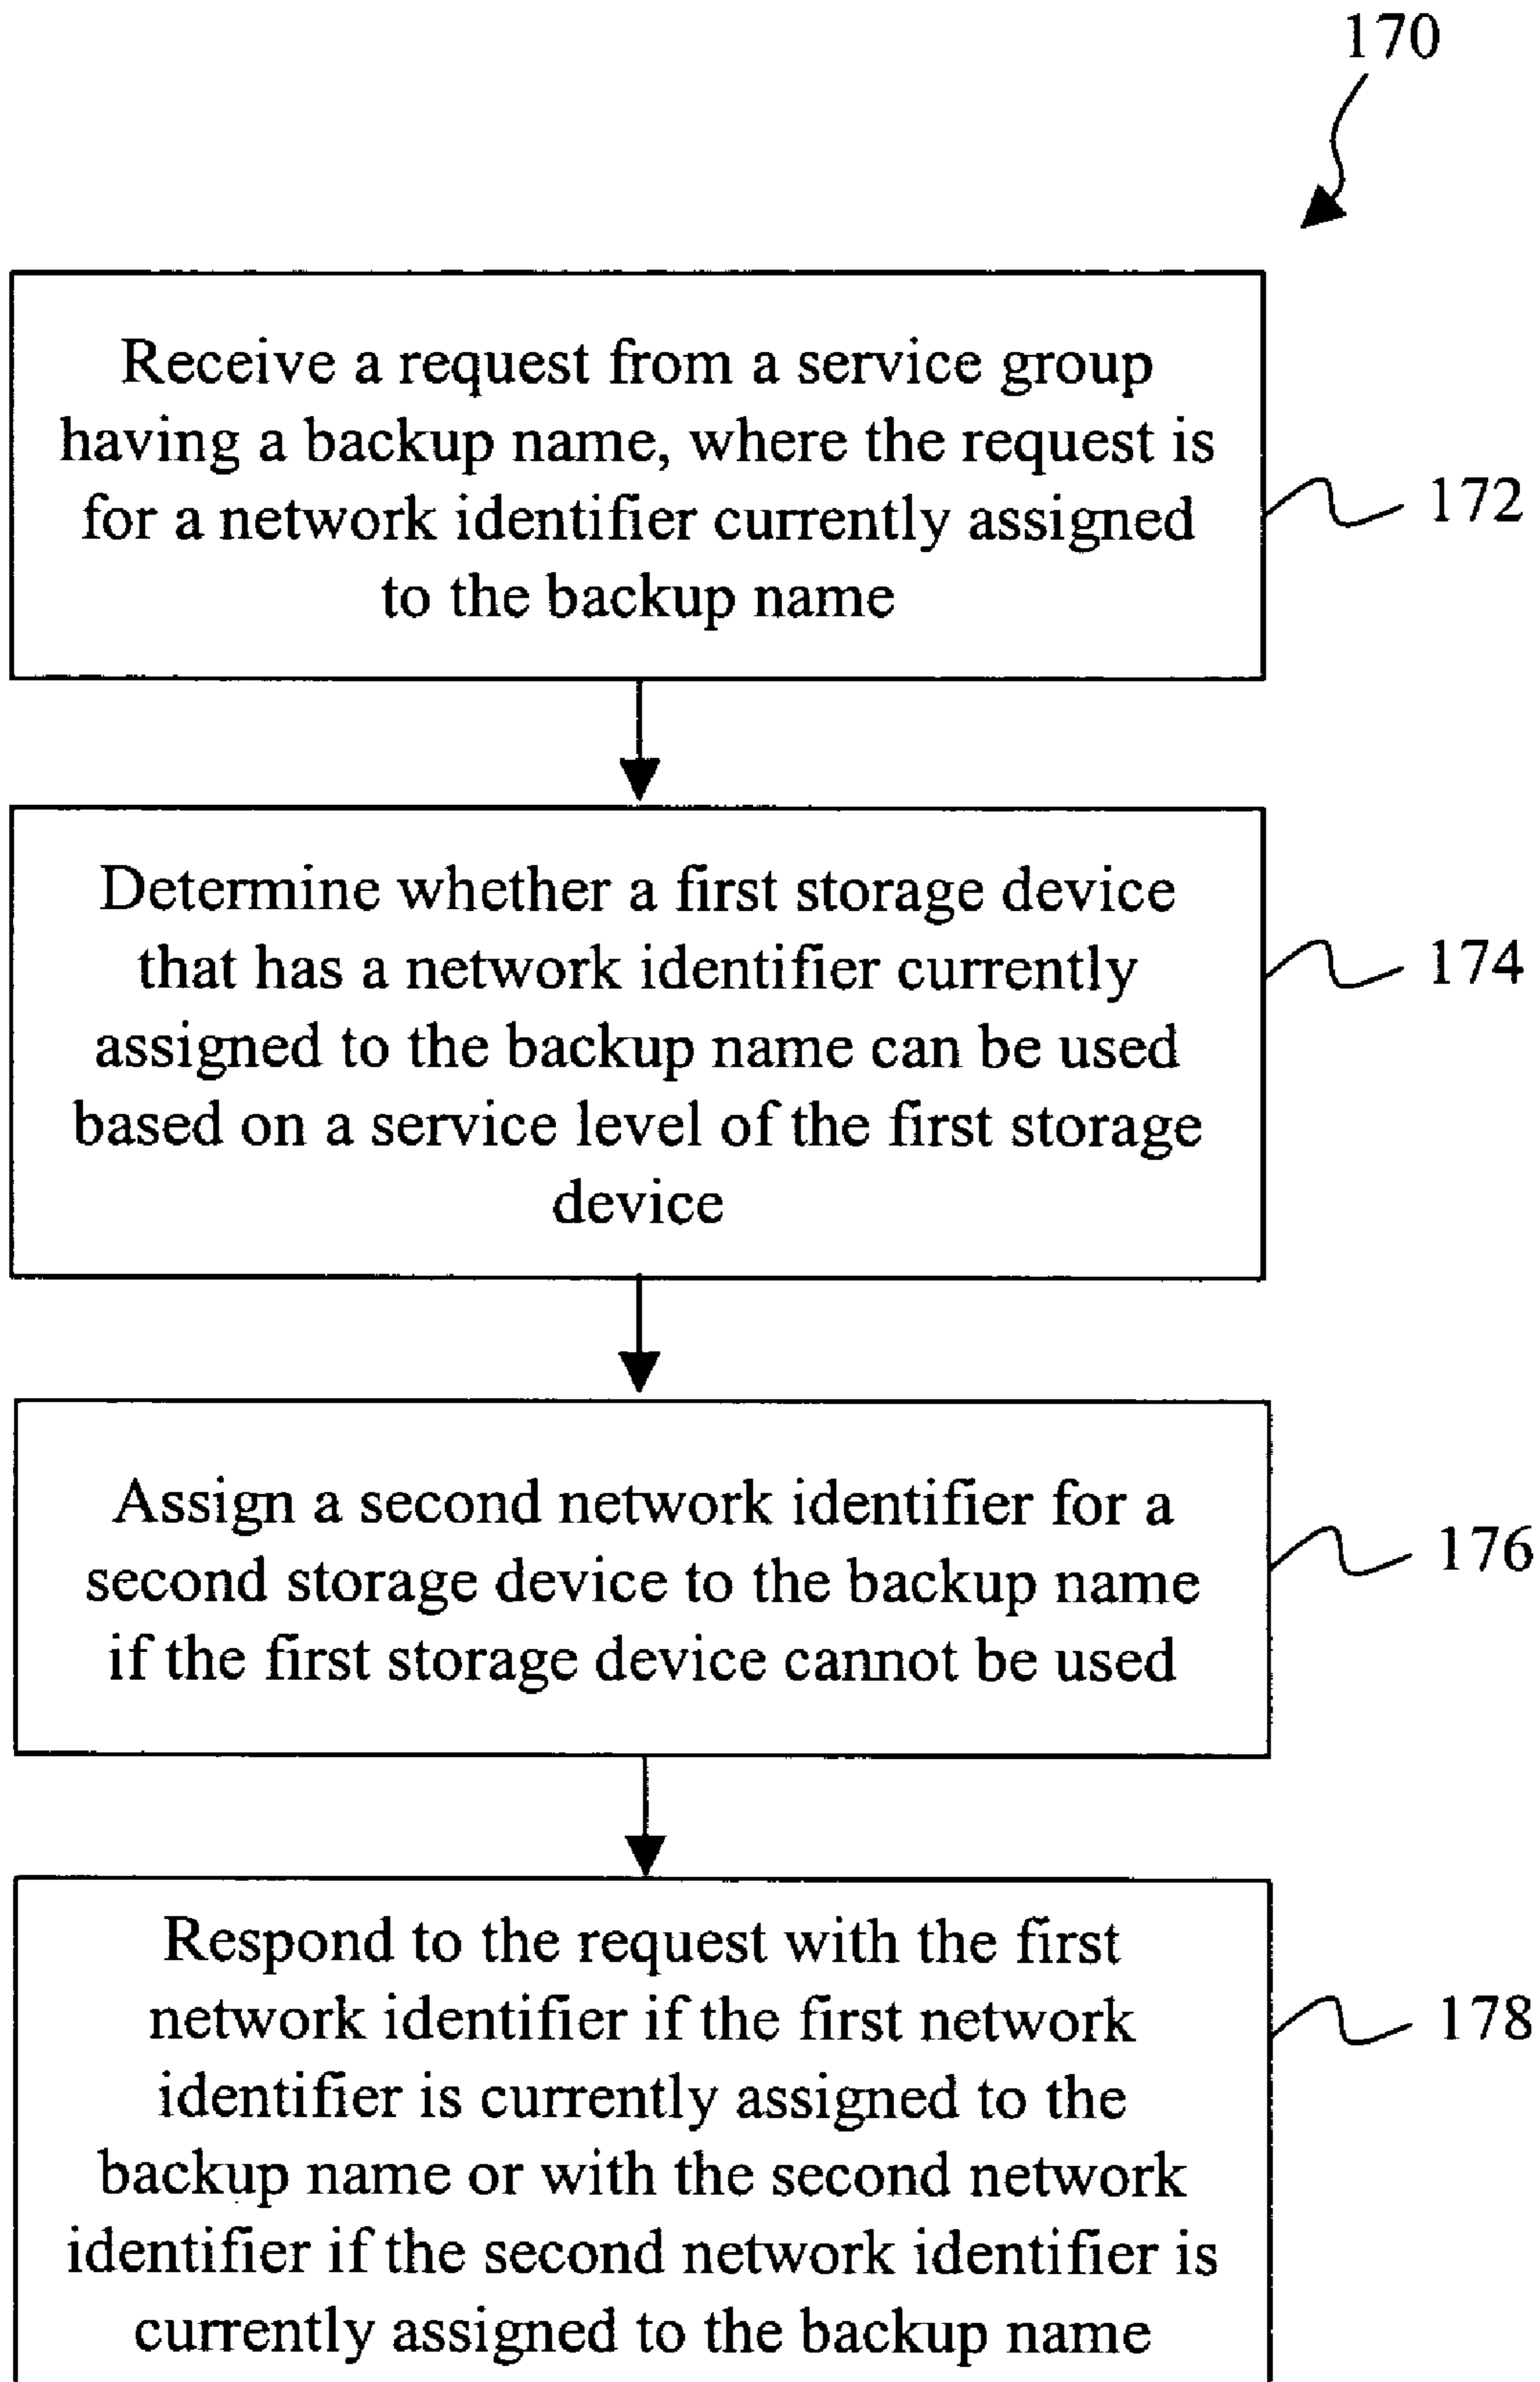 170
Receive a request from a service group
having a backup name, where the request is
for a network identifier currently assigned
to the backup name
172
Determine whether a first storage device
that has a network identifier currently
assigned to the backup name can be used
based on a service level of the first storage
device
174
Assign a second network identifier for a
second storage device to the backup name
if the first storage device cannot be used
176
Respond to the request with the first
network identifier if the first network
identifier is currently assigned to the
backup name or with the second network
identifier if the second network identifier is
currently assigned to the backup name
178